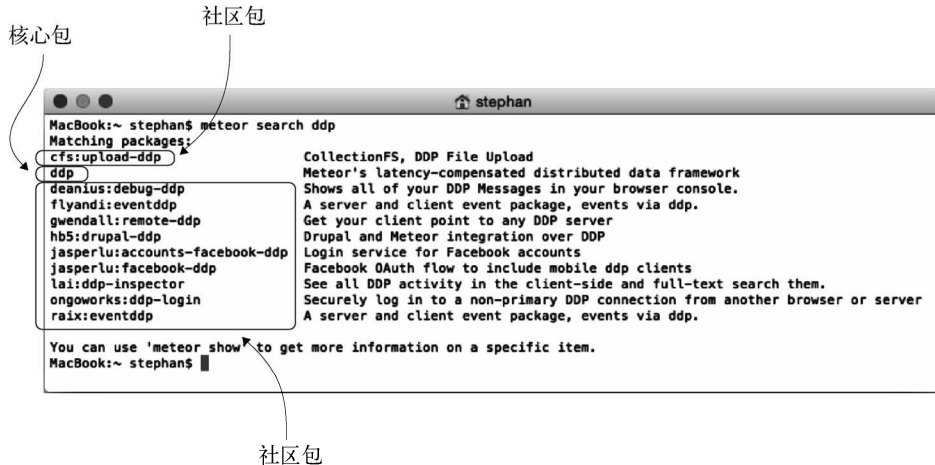 社区包
核心包
stephan
MacBook:~ stephan$ meteor search ddp
Matching packages:
cfs:upload-ddp CollectionFS, DDP File Upload
ddp Meteor's latency-compensated distributed data framework
deanius:debug-ddp Shows all of your DDP Messages in your browser console.
flyandi:eventddp A server and client event package, events via ddp.
gwendall:remote-ddp Get your client point to any DDP server
hb5:drupal-ddp Drupal and Meteor integration over DDP
jasperlu:accounts-facebook-ddp Login service for Facebook accounts
jasperlu:facebook-ddp Facebook OAuth flow to include mobile ddp clients
lai:ddp-inspector See all DDP activity in the client-side and full-text search them.
ongoworks:ddp-login Securely log in to a non-primary DDP connection from another browser or server
raix:eventddp A server and client event package, events via ddp.
You can use 'meteor show' to get more information on a specific item.
MacBook:~ stephan$
社区包